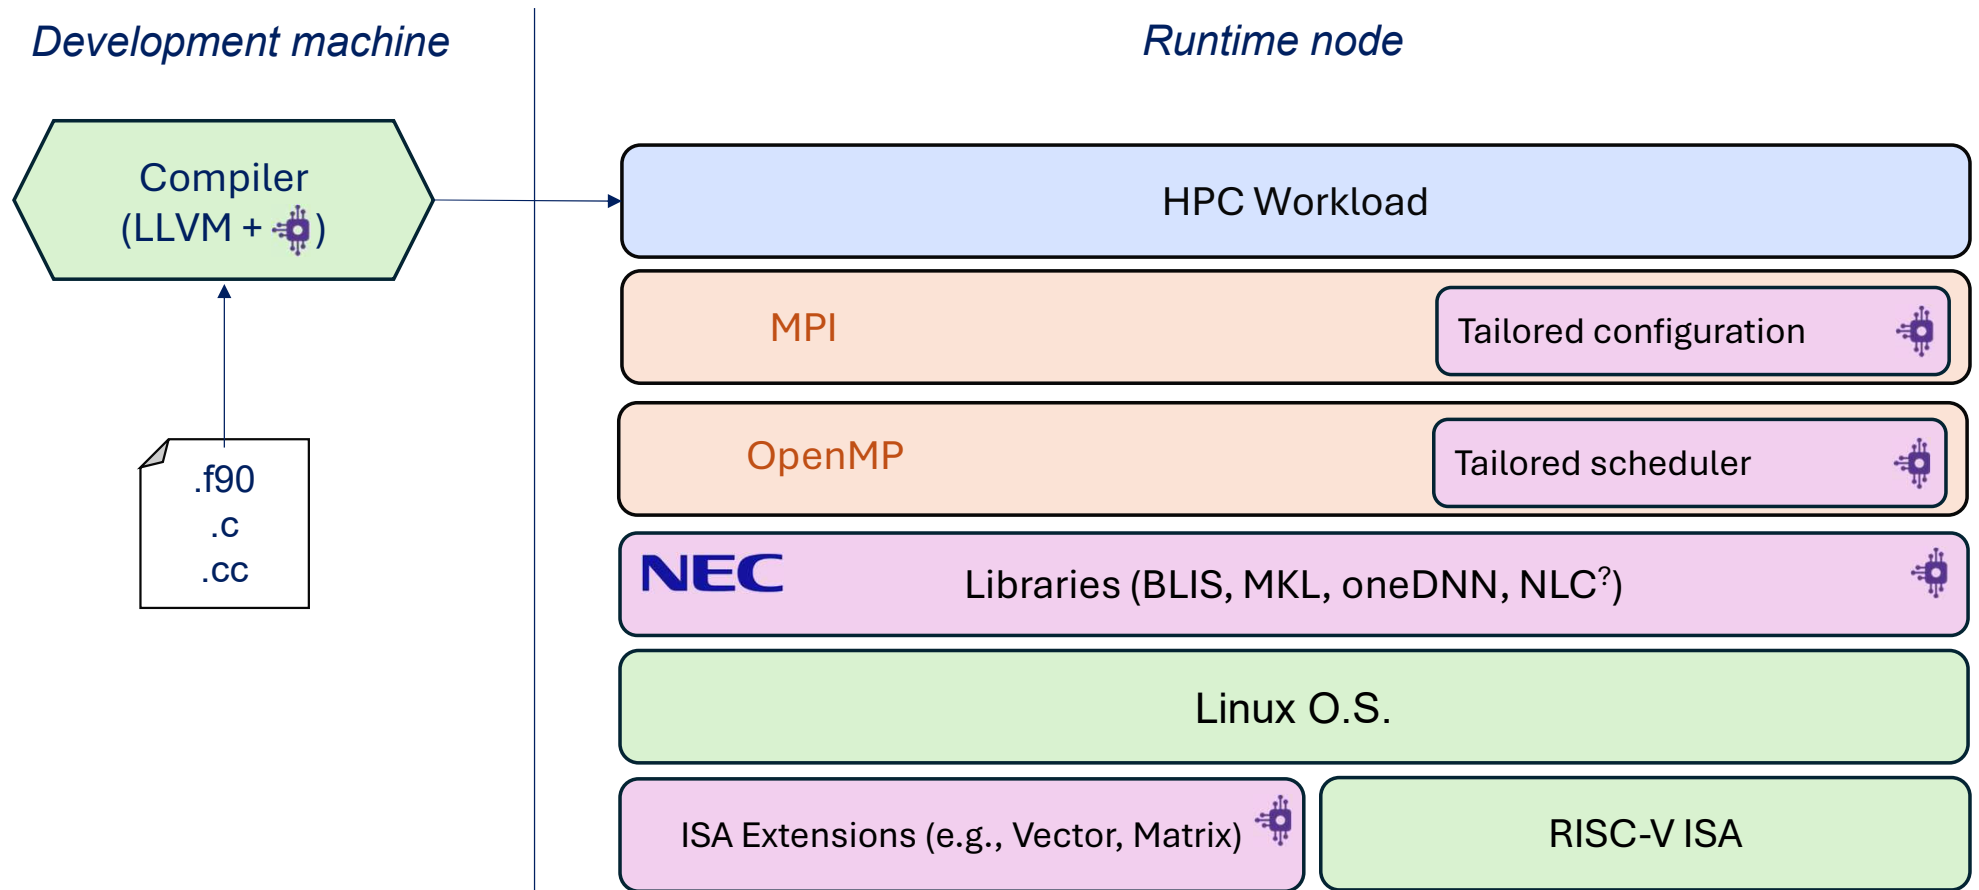 Development machine
Runtime node
Compiler
(LLVM + )
.f90
.c
.cc
HPC Workload
MPI
Tailored configuration
OpenMP
Tailored scheduler
NEC
Libraries (BLIS, MKL, oneDNN, NLC?)
Linux O.S.
ISA Extensions (e.g., Vector, Matrix)
RISC-V ISA